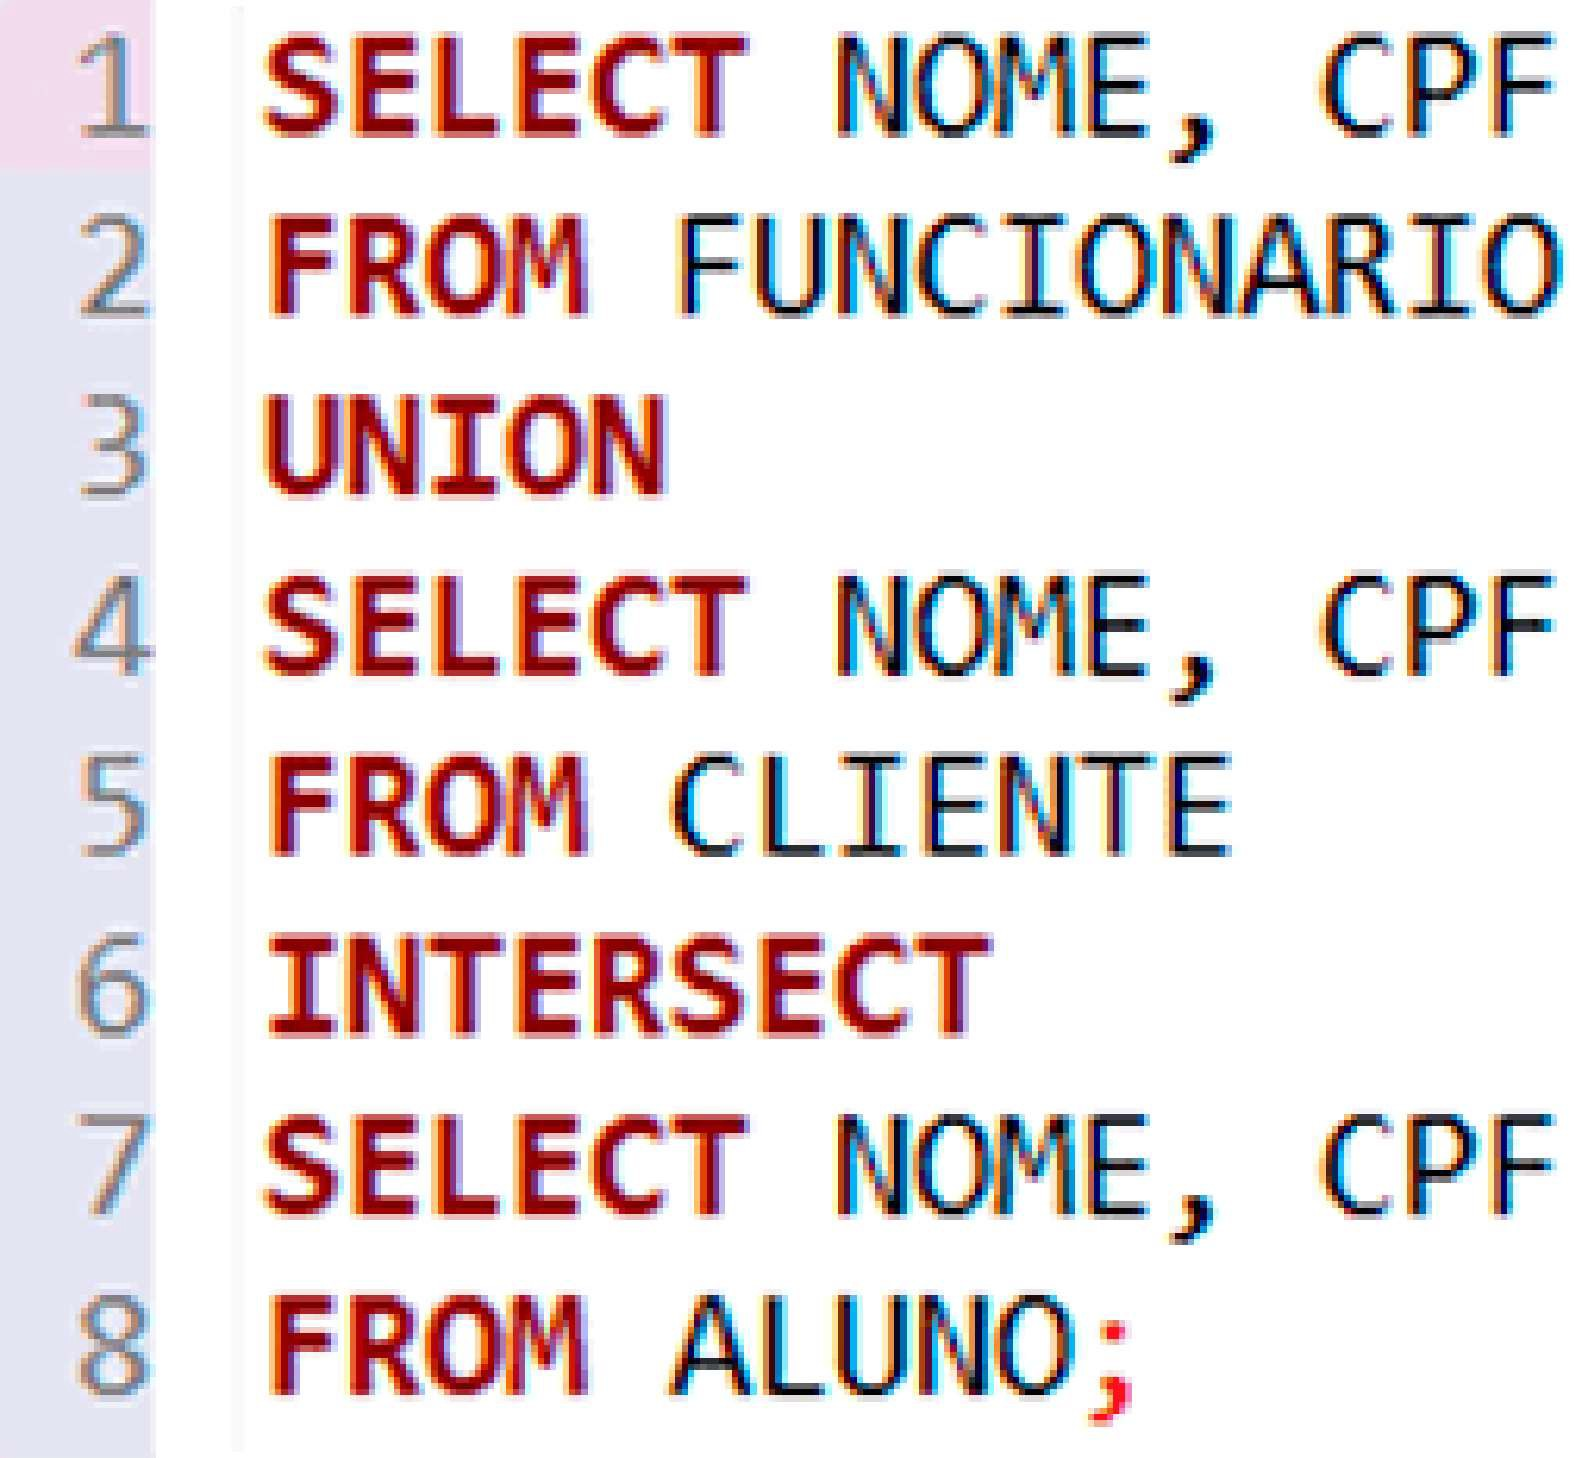 1 SELECT NOME, CPF
2 FROM FUNCIONARIO
3 UNION
4 SELECT NOME, CPF
5 FROM CLIENTE
6 INTERSECT
7 SELECT NOME, CPF
8 FROM ALUNO;